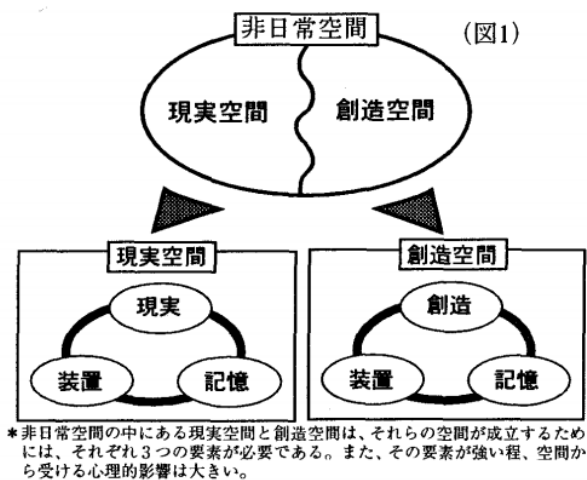 非日常空間
(図1)
現実空間
創造空間
現実空間
現実
装置
記憶
創造空間
創造
装置
記憶
*非日常空間の中にある現実空間と創造空間は、それらの空間が成立するため
には、それぞれ3つの要素が必要である。また、その要素が強い程、空間か
ら受ける心理的影響は大きい。